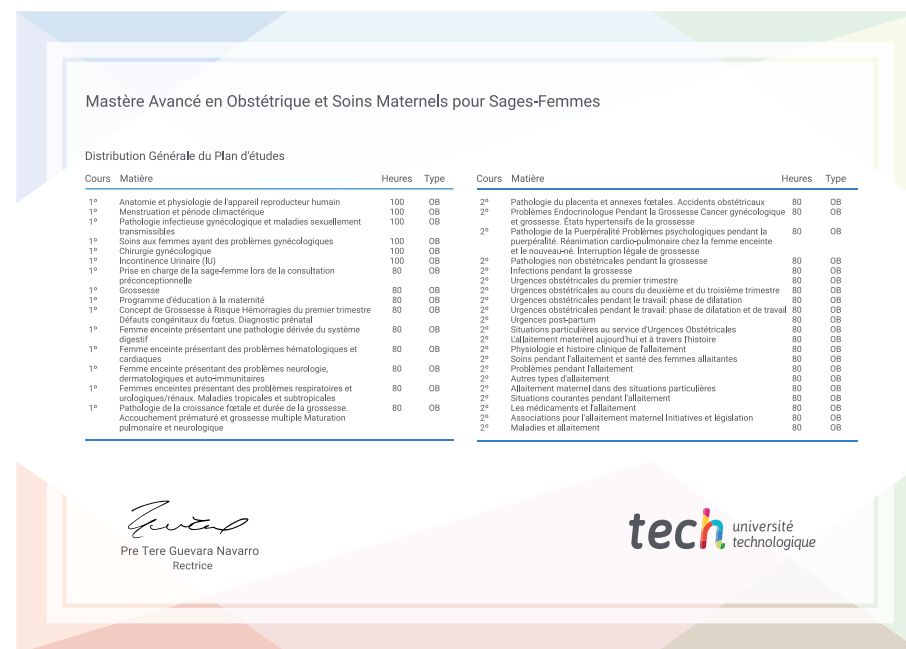 Mastère Avancé en Obstétrique et Soins Maternels pour Sages-Femmes
Distribution Générale du Plan d'études
Cours Matière Heures Type
1º Anatomie et physiologie de l'appareil reproducteur humain 100 OB
1º Menstruation et période climactérique 100 OB
1º Pathologie infectieuse gynécologique et maladies sexuellement 100 OB
transmissibles
1º Soins aux femmes ayant des problèmes gynécologiques 100 OB
1º Chirurgie gynécologique 100 OB
1º Incontinence Urinaire (IU) 100 OB
1º Prise en charge de la sage-femme lors de la consultation 80 OB
préconceptionnelle
1º Grossesse 80 OB
1º Programme d'éducation à la maternité 80 OB
1º Concept de Grossesse à Risque Hémorragies du premier trimestre 80 OB
Défauts congénitaux du fœtus. Diagnostic prénatal
1º Femme enceinte présentant une pathologie dérivée du système 80 OB
digestif
1º Femme enceinte présentant des problèmes hématologiques et 80 OB
cardiaques
1º Femme enceinte présentant des problèmes neurologie, 80 OB
dermatologiques et auto-immunitaires
1º Femmes enceintes présentant des problèmes respiratoires et 80 OB
urologiques/rénaux. Maladies tropicales et subtropicales
1º Pathologie de la croissance fœtale et durée de la grossesse. 80 OB
Accouchement prématuré et grossesse multiple Maturation
pulmonaire et neurologique
Cours Matière Heures Type
2º Pathologie du placenta et annexes fœtales. Accidents obstétricaux 80 OB
2º Problèmes Endocrinologue Pendant la Grossesse Cancer gynécologique 80 OB
et grossesse. États hypertensifs de la grossesse
2º Pathologie de la Puerpéralité Problèmes psychologiques pendant la 80 OB
puerpéralité. Réanimation cardio-pulmonaire chez la femme enceinte
et le nouveau-né. Interruption légale de grossesse
2º Pathologies non obstétricales pendant la grossesse 80 OB
2º Infections pendant la grossesse 80 OB
2º Urgences obstétricales du premier trimestre 80 OB
2º Urgences obstétricales au cours du deuxième et du troisième trimestre 80 OB
2º Urgences obstétricales pendant le travail: phase de dilatation 80 OB
2º Urgences obstétricales pendant le travail: phase de dilatation et de travail 80 OB
2º Urgences post-partum 80 OB
2º Situations particulières au service d'Urgences Obstétricales 80 OB
2º L'allaitement maternel aujourd'hui et à travers l'histoire 80 OB
2º Physiologie et histoire clinique de l'allaitement 80 OB
2º Soins pendant l'allaitement et santé des femmes allaitantes 80 OB
2º Problèmes pendant l'allaitement 80 OB
2º Autres types d'allaitement 80 OB
2º Allaitement maternel dans des situations particulières 80 OB
2º Situations courantes pendant l'allaitement 80 OB
2º Les médicaments et l'allaitement 80 OB
2º Associations pour l'allaitement maternel Initiatives et législation 80 OB
2º Maladies et allaitement 80 OB
Pre Tere Guevara Navarro
Rectrice
tech université
technologique